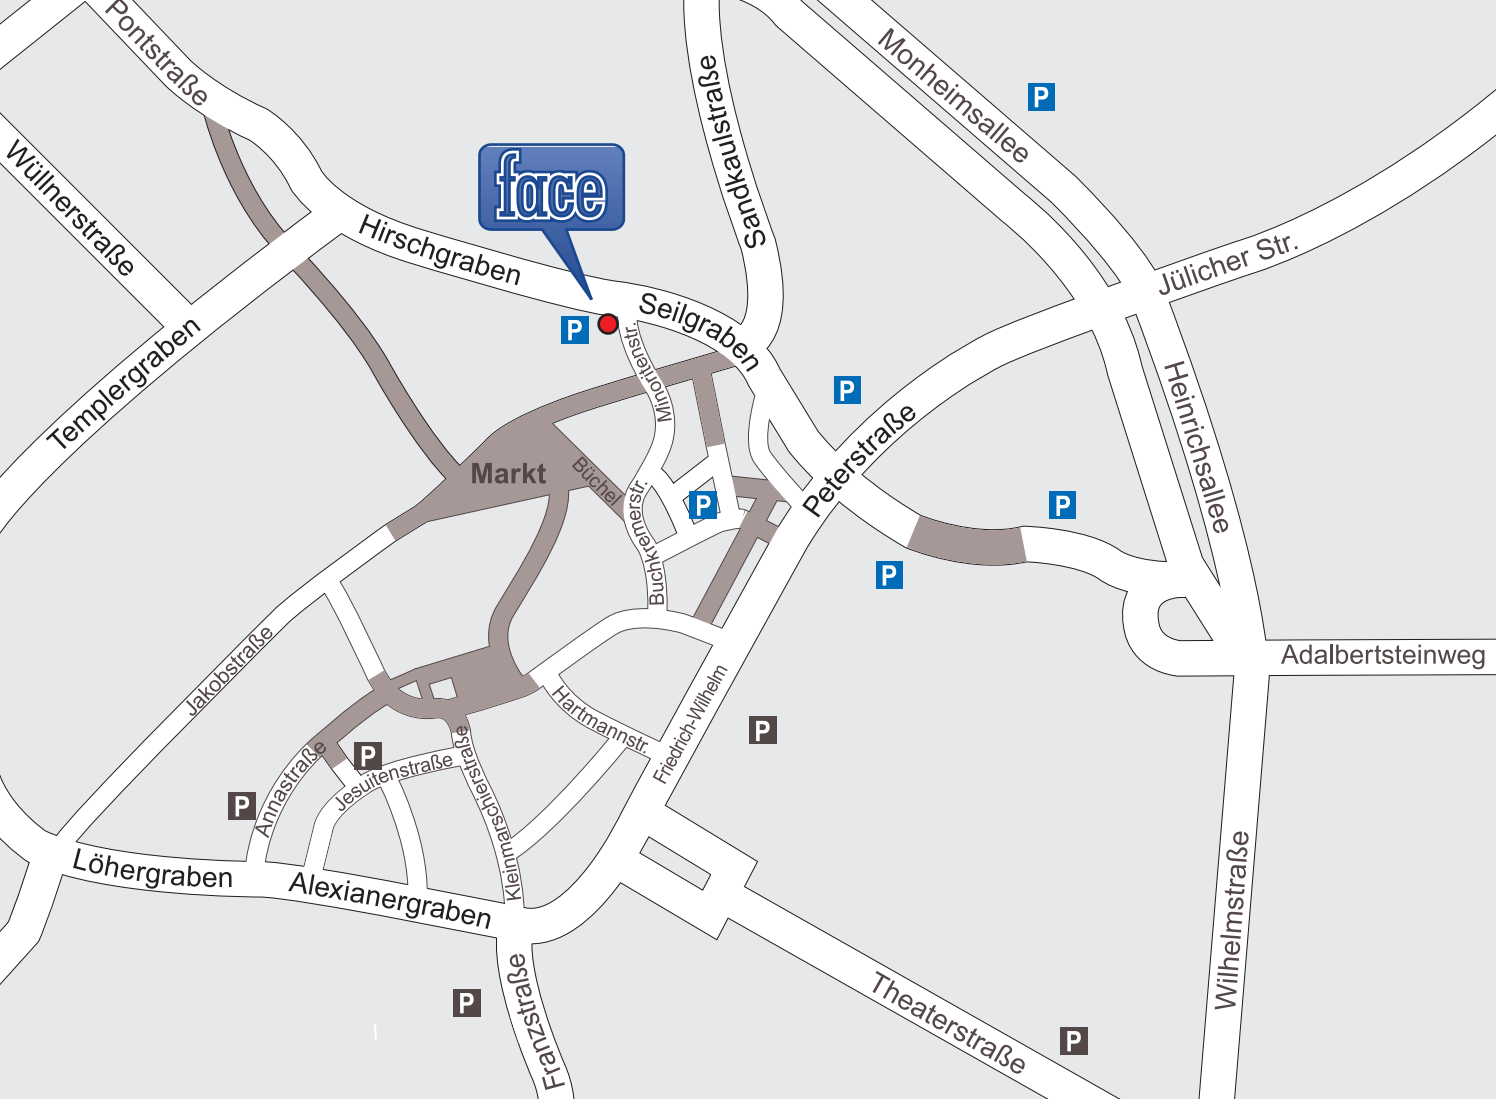 Pontstraße
Monheimsallee
Sandkaulstraße
P
Wüllnerstraße
face
Hirschgraben
Jülicher Str.
Seilgraben
P
Minoritenstr.
Templergraben
P
Peterstraße
Heinrichsallee
Markt
Büchel
Buchkremerstr.
P
P
P
Jakobstraße
Adalbertsteinweg
Hartmannstr.
Friedrich-Wilhelm
P
P
Annastraße
Jesuitenstraße
Kleinmarschierstraße
P
Löhergraben
Alexianergraben
Wilhelmstraße
Franzstraße
P
Theaterstraße
P